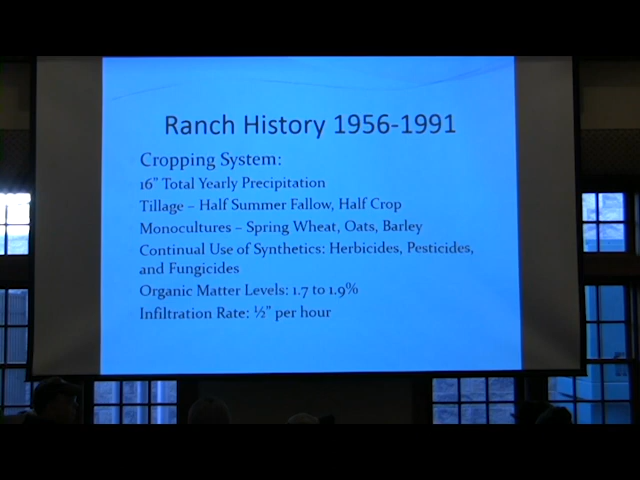 Ranch History 1956-1991
Cropping System:
16” Total Yearly Precipitation
Tillage – Half Summer Fallow, Half Crop
Monocultures – Spring Wheat, Oats, Barley
Continual Use of Synthetics: Herbicides, Pesticides,
and Fungicides
Organic Matter Levels: 1.7 to 1.9%
Infiltration Rate: ½” per hour